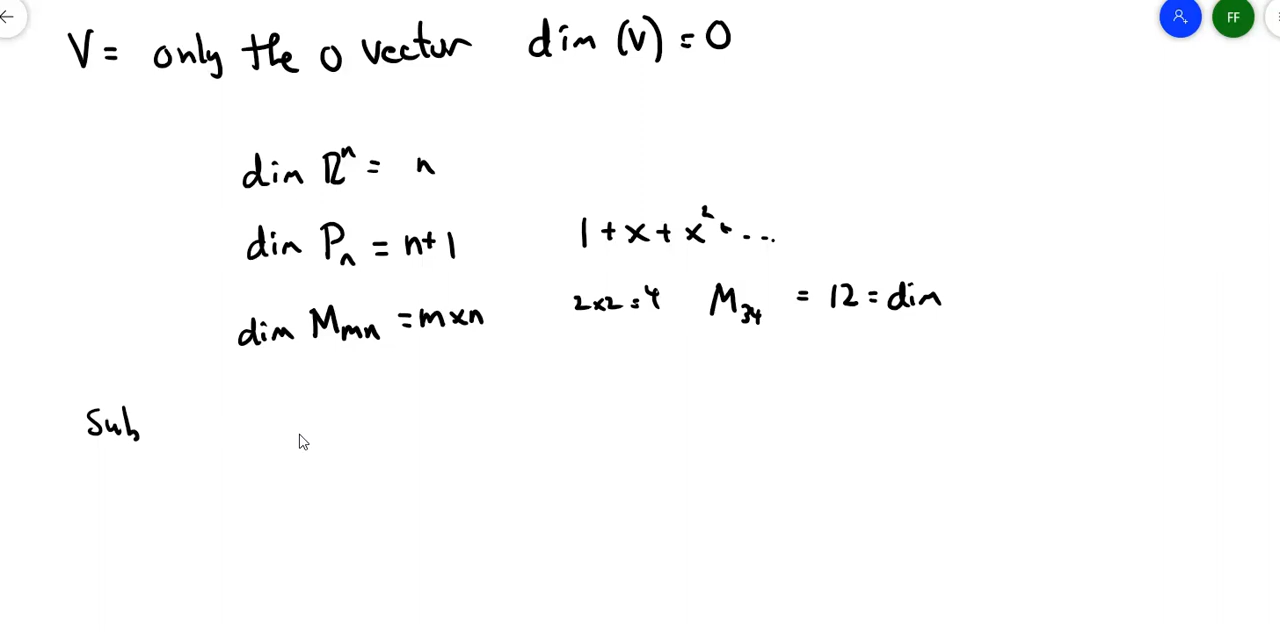 FF
V = only the 0 vector dim (V) = 0
dim ℝⁿ = n
dim Pₙ = n+1 1 + x + x² + ...
dim Mₘₙ = m×n 2×2=4 M₃₄ = 12 = dim
Sub